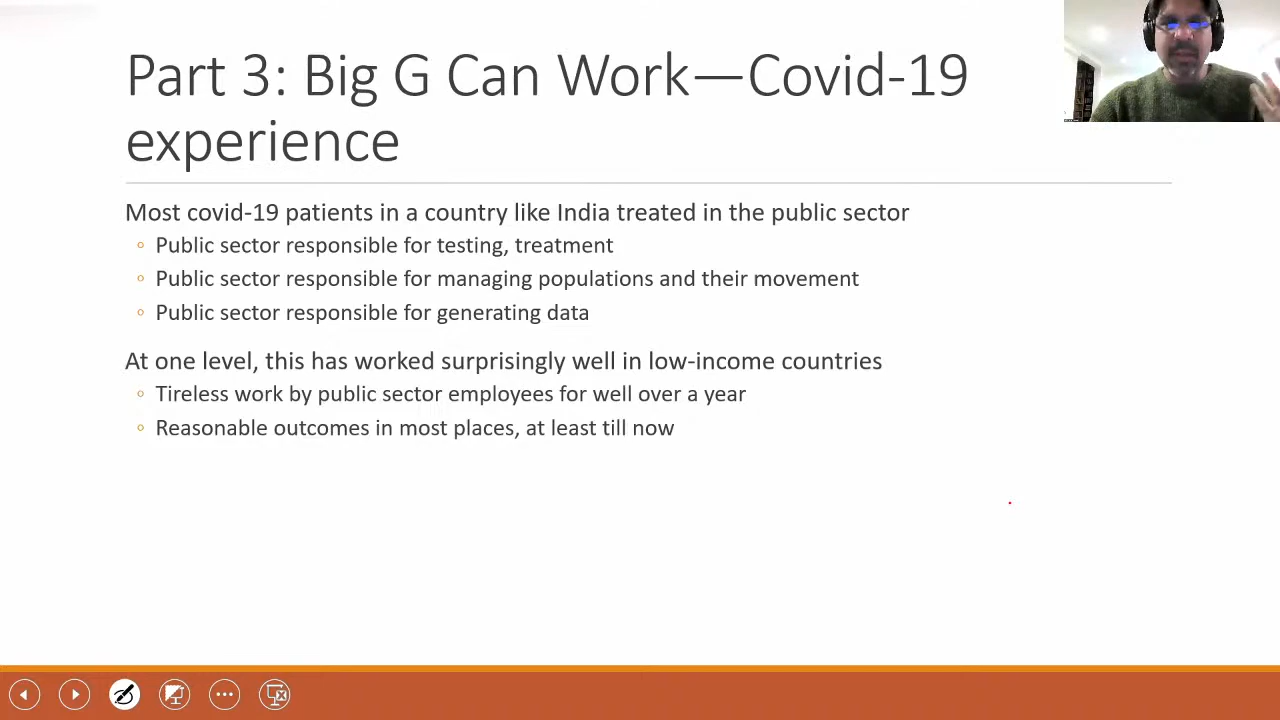 Part 3: Big G Can Work—Covid-19
experience
Most covid-19 patients in a country like India treated in the public sector
Public sector responsible for testing, treatment
Public sector responsible for managing populations and their movement
Public sector responsible for generating data
At one level, this has worked surprisingly well in low-income countries
Tireless work by public sector employees for well over a year
Reasonable outcomes in most places, at least till now